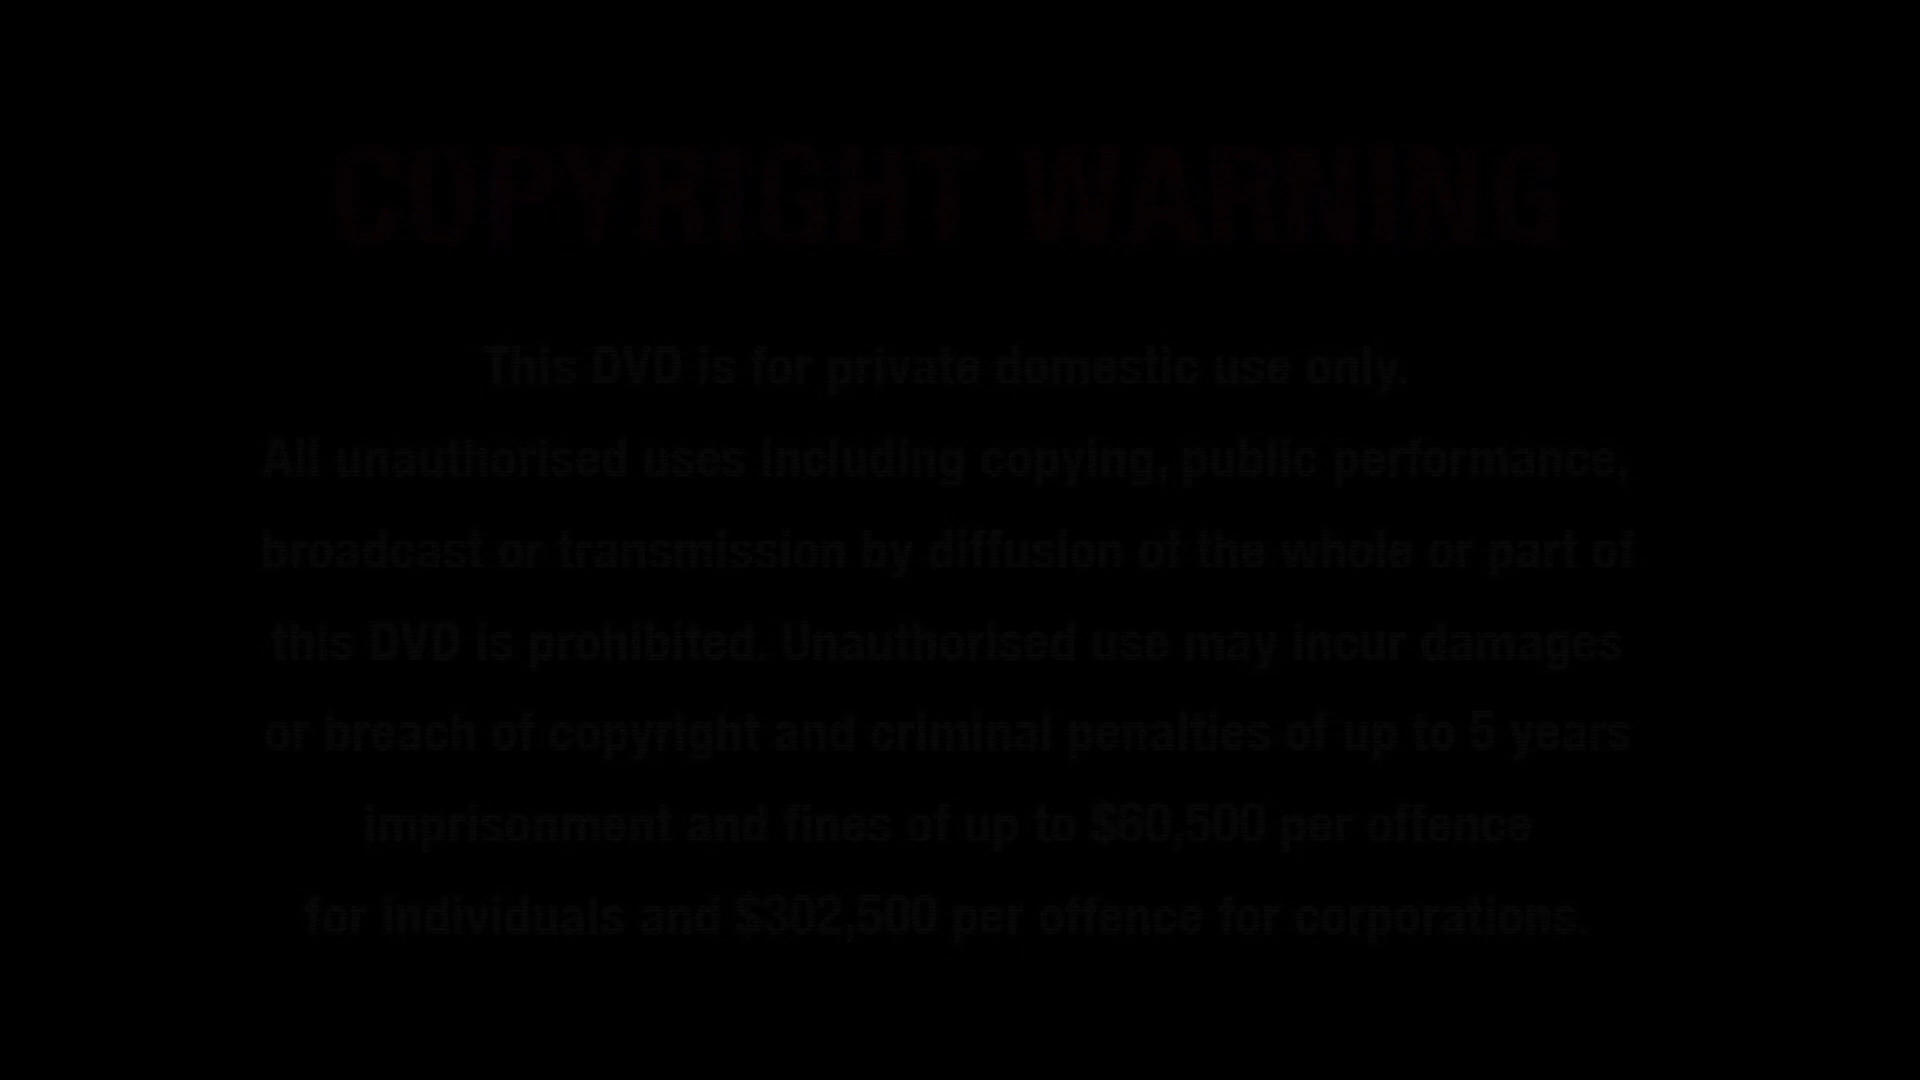 COPYRIGHT WARNING
This DVD is for private domestic use only.
All unauthorised uses including copying, public performance,
broadcast or transmission by diffusion of the whole or part of
this DVD is prohibited. Unauthorised use may incur damages
or breach of copyright and criminal penalties of up to 5 years
imprisonment and fines of up to $60,500 per offence
for individuals and $302,500 per offence for corporations.